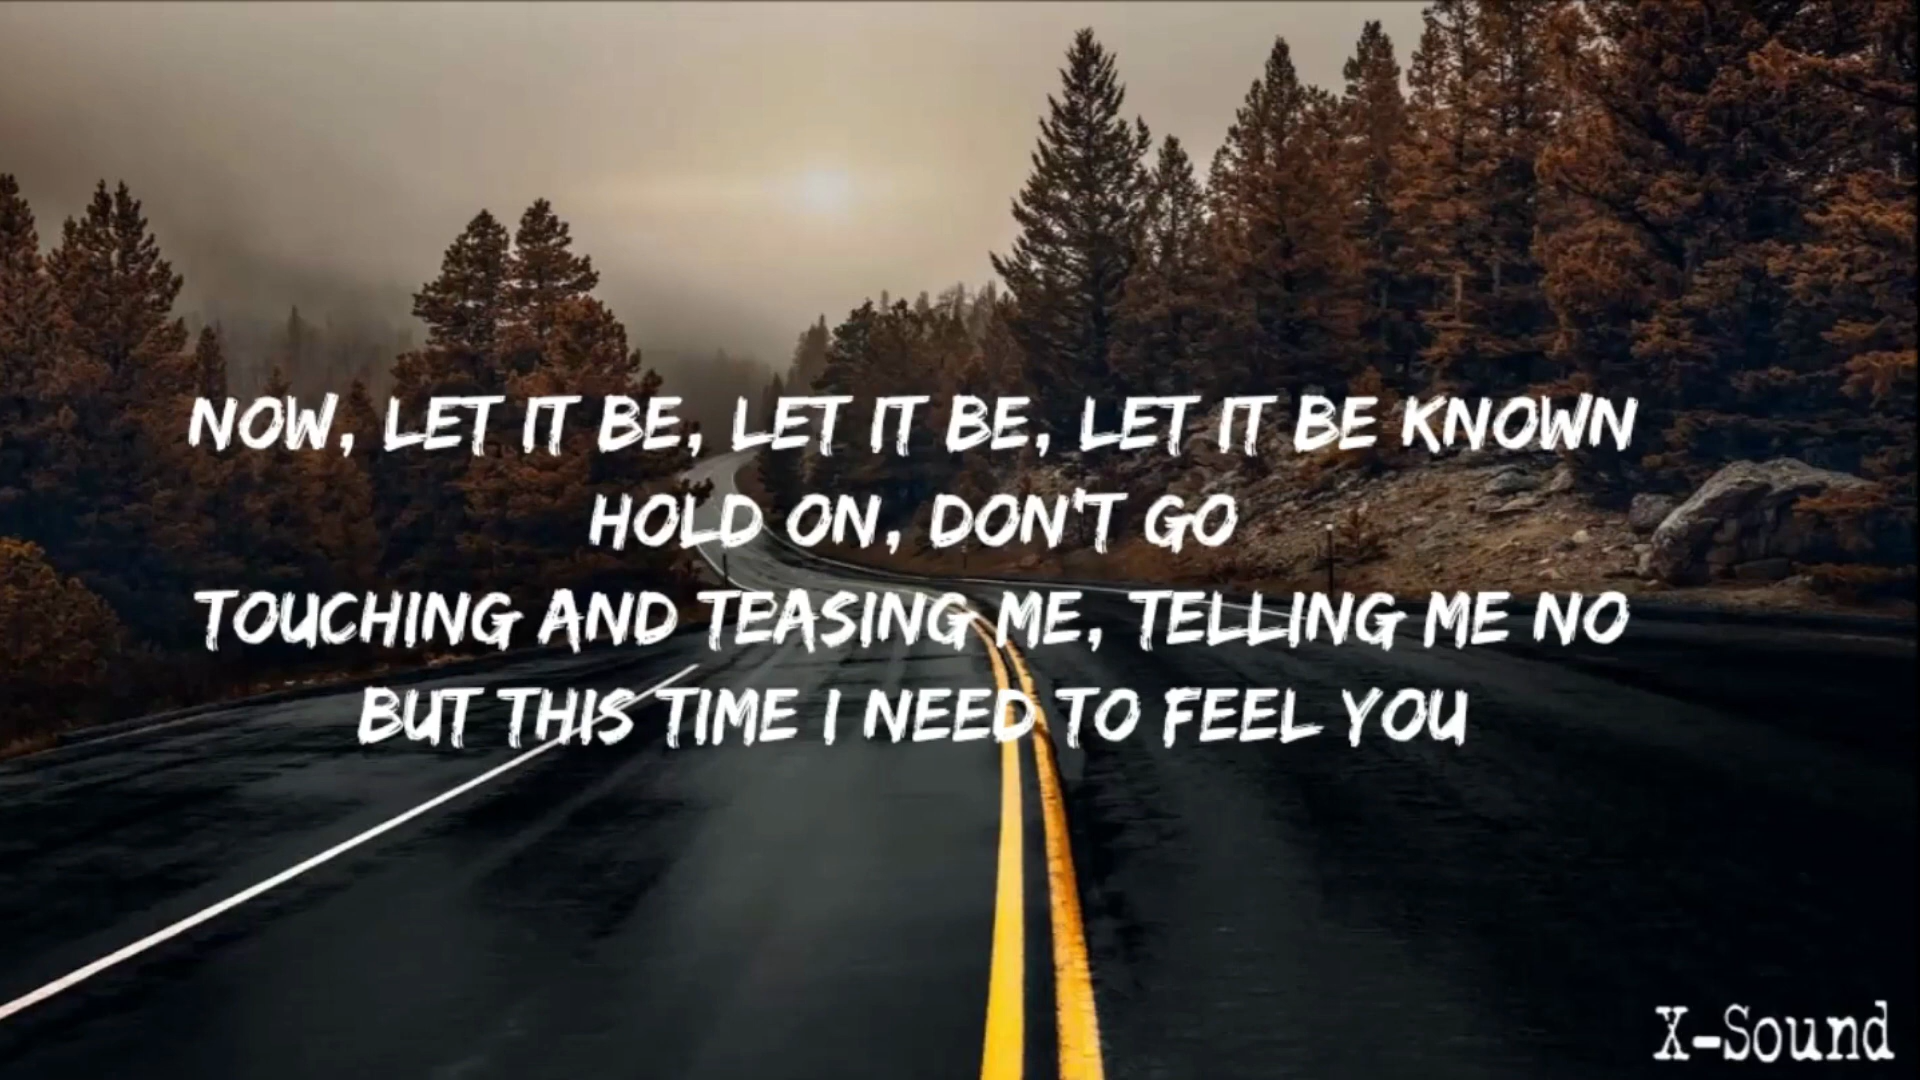 NOW, LET IT BE, LET IT BE, LET IT BE KNOWN
HOLD ON, DON'T GO
TOUCHING AND TEASING ME, TELLING ME NO
BUT THIS TIME I NEED TO FEEL YOU
X-Sound